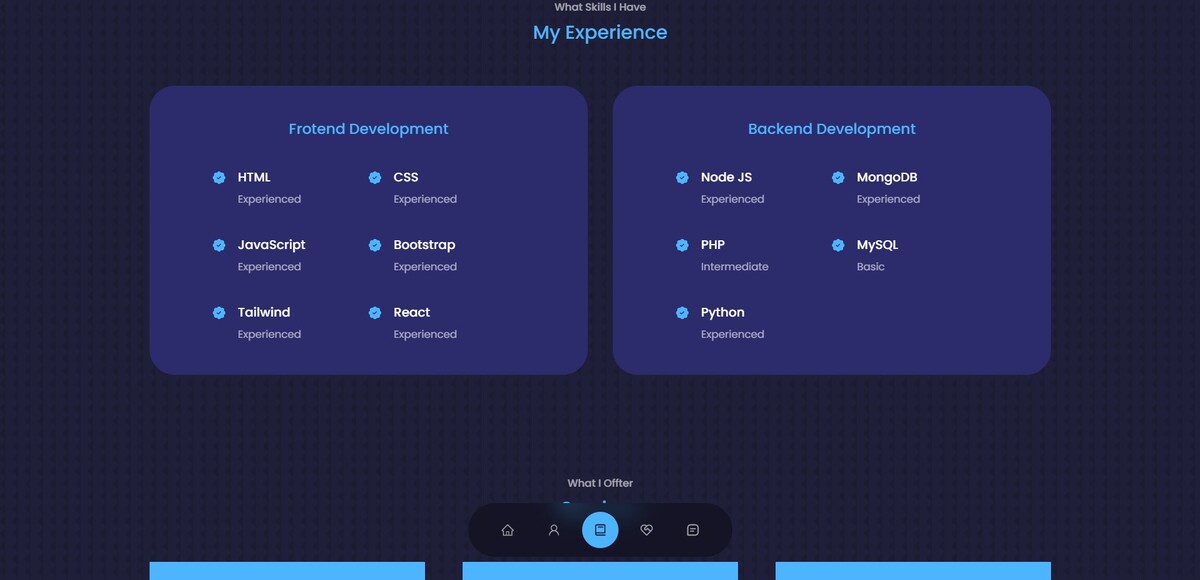 What Skills I Have
My Experience
Frotend Development
HTML
Experienced
CSS
Experienced
JavaScript
Experienced
Bootstrap
Experienced
Tailwind
Experienced
React
Experienced
Backend Development
Node JS
Experienced
MongoDB
Experienced
PHP
Intermediate
MySQL
Basic
Python
Experienced
What I Offter